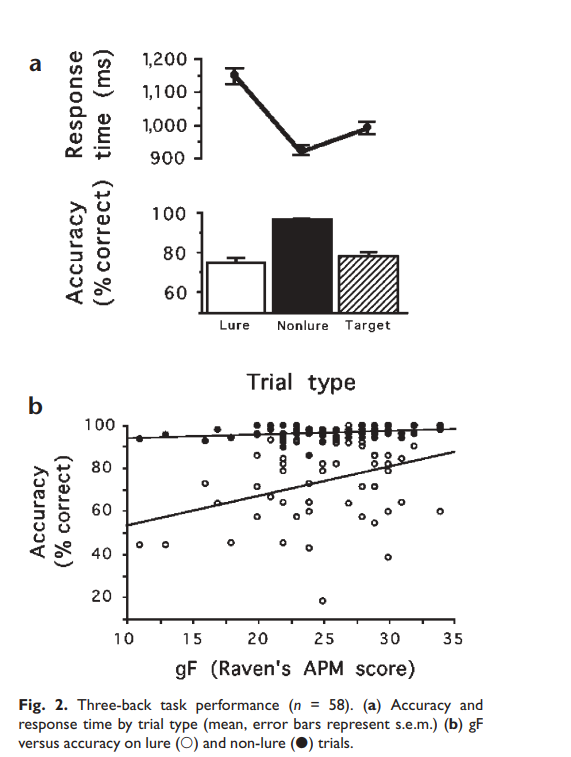 a
Response
time (ms)
1,200
1,100
1,000
900
Accuracy
(% correct)
100
80
60
Lure Nonlure Target
Trial type
b
Accuracy
(% correct)
100
80
60
40
20
10 15 20 25 30 35
gF (Raven's APM score)
Fig. 2. Three-back task performance (n = 58). (a) Accuracy and
response time by trial type (mean, error bars represent s.e.m.) (b) gF
versus accuracy on lure (○) and non-lure (●) trials.